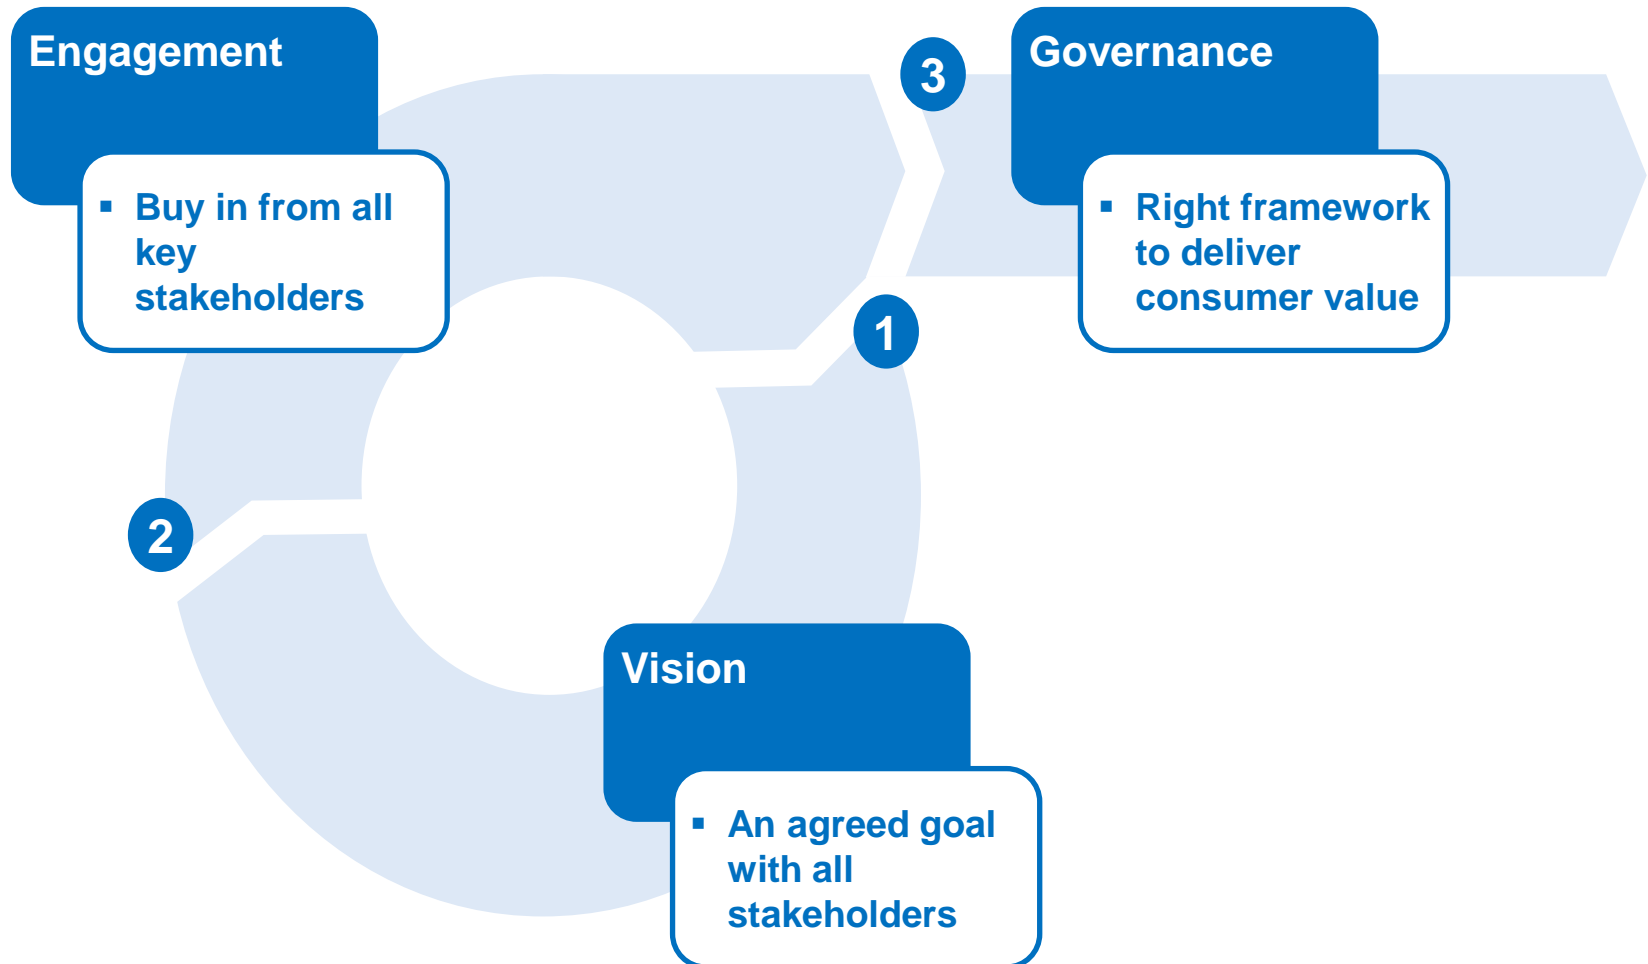 Engagement
▪ Buy in from all
key
stakeholders
3
Governance
▪ Right framework
to deliver
consumer value
1
2
Vision
▪ An agreed goal
with all
stakeholders